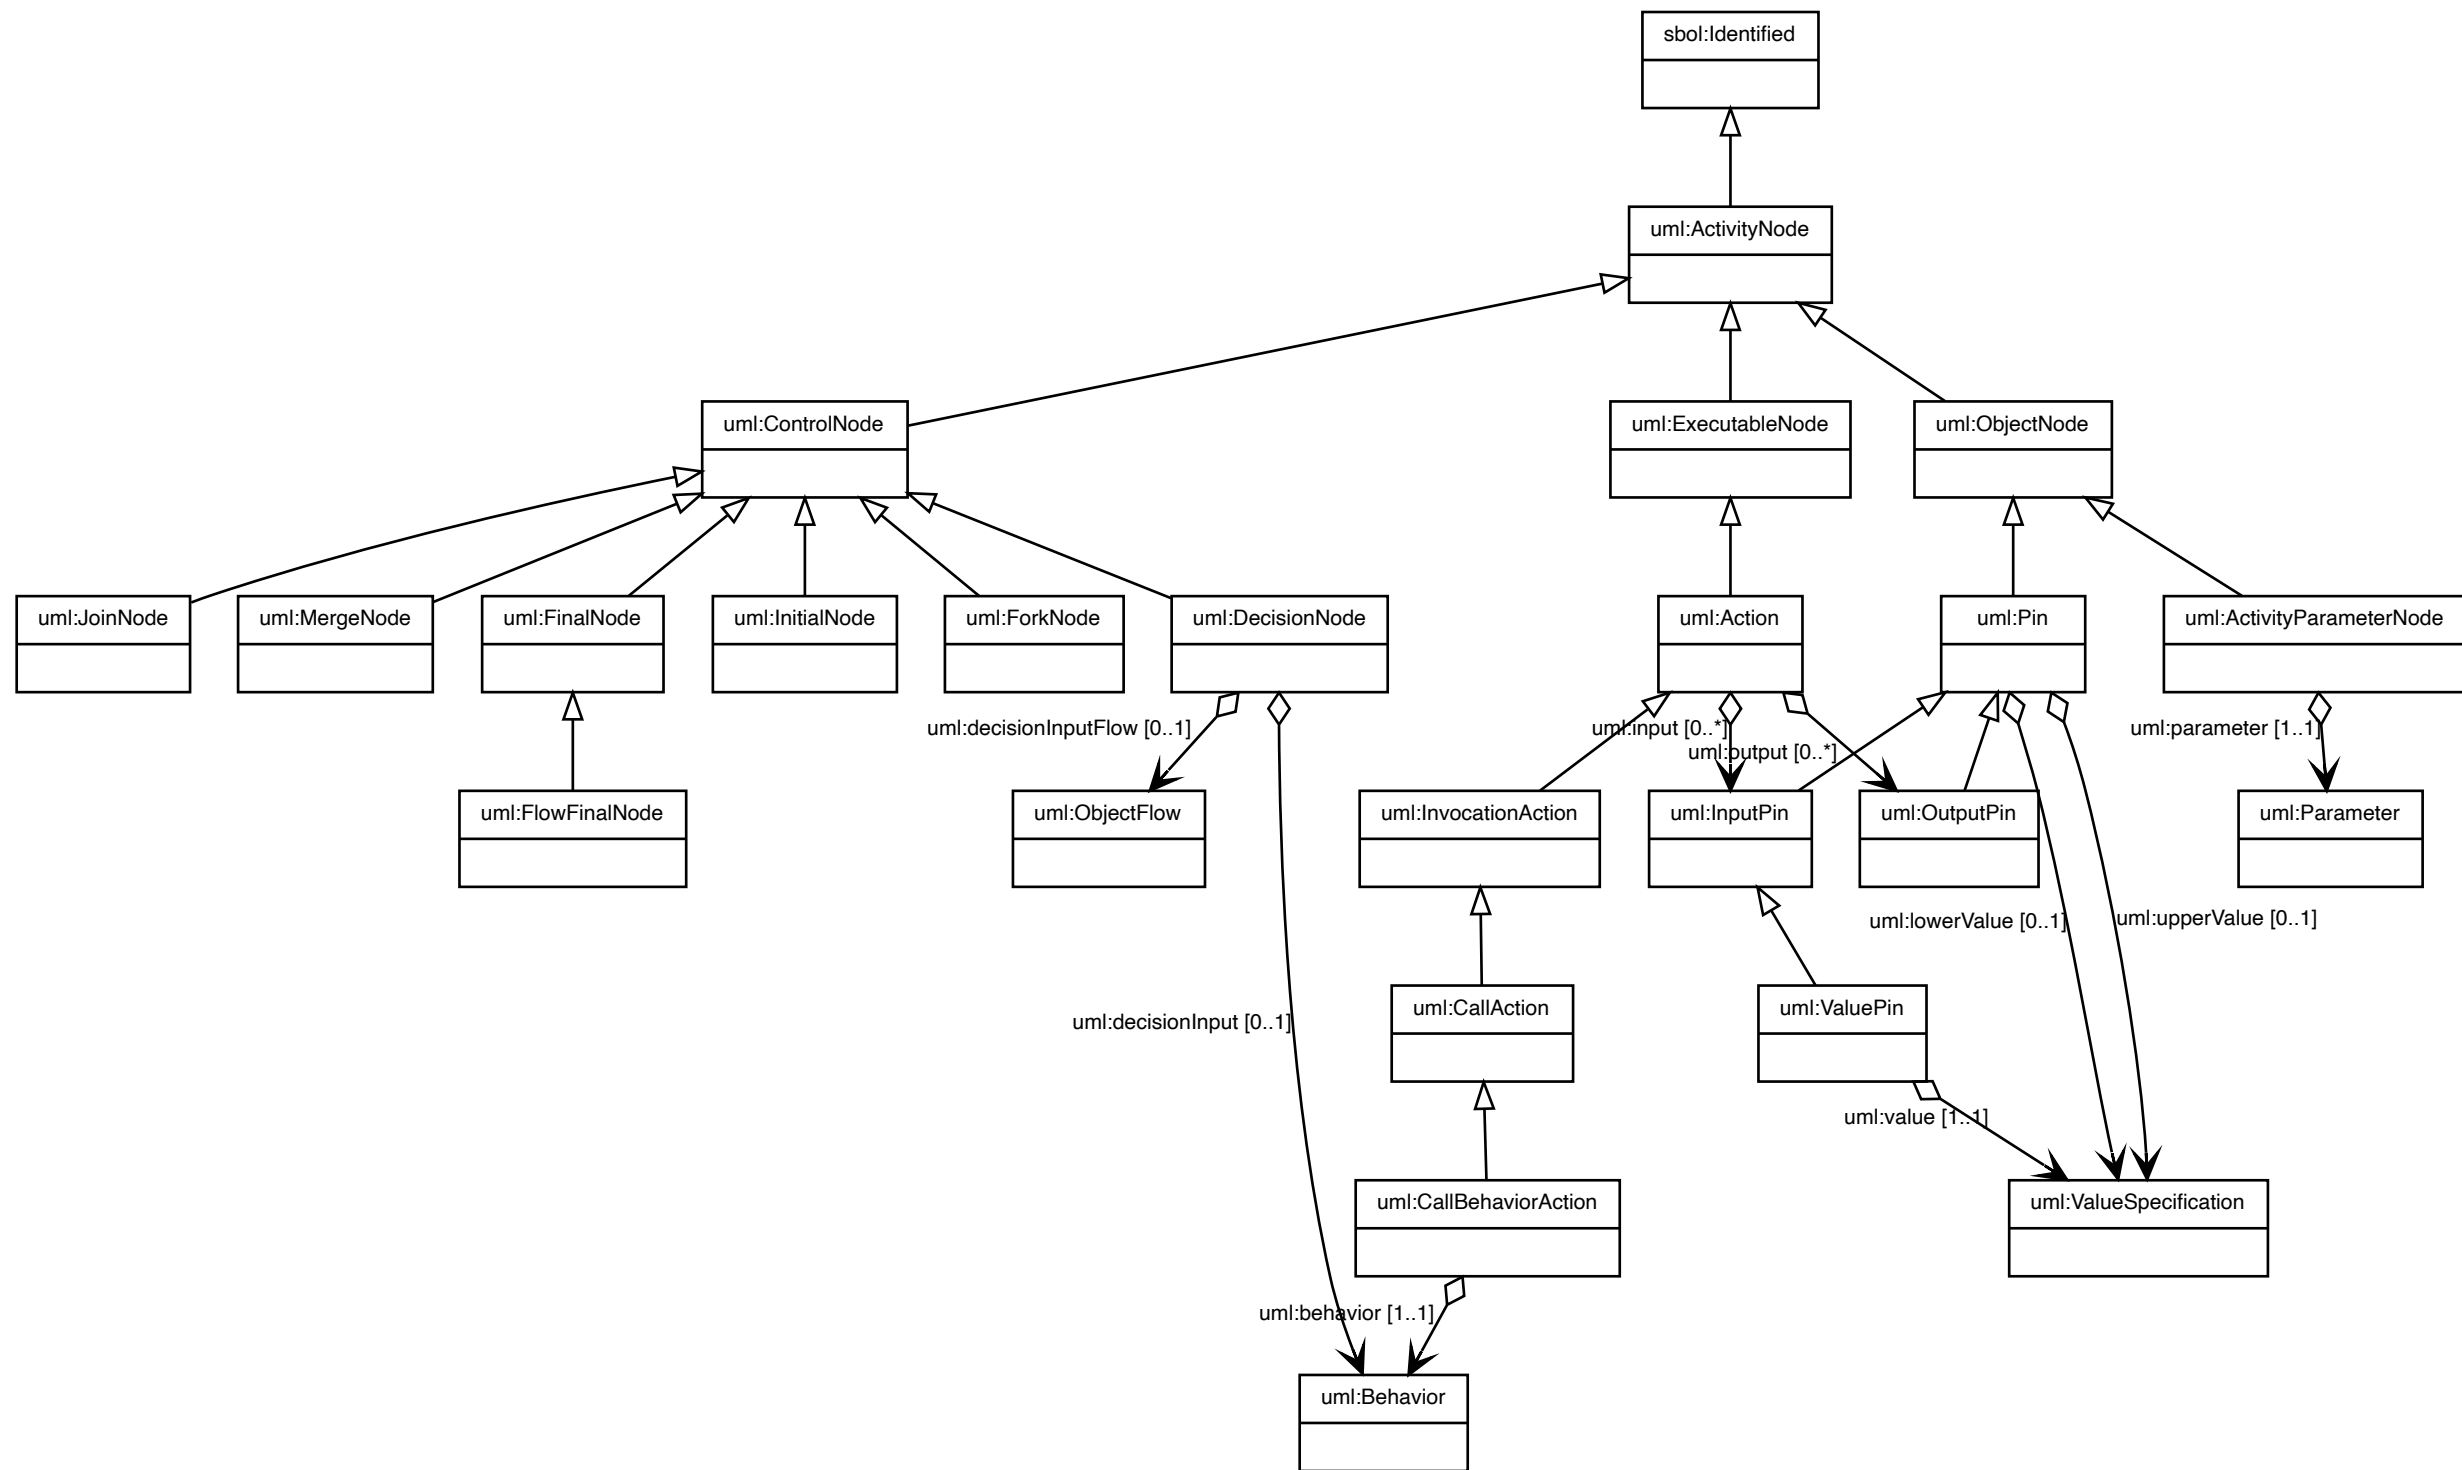 sbol:Identified
uml:ActivityNode
uml:ControlNode
uml:ExecutableNode
uml:ObjectNode
uml:JoinNode
uml:MergeNode
uml:FinalNode
uml:InitialNode
uml:ForkNode
uml:DecisionNode
uml:Action
uml:Pin
uml:ActivityParameterNode
uml:decisionInputFlow [0..1]
uml:input [0..*]
uml:output [0..*]
uml:parameter [1..1]
uml:FlowFinalNode
uml:ObjectFlow
uml:InvocationAction
uml:InputPin
uml:OutputPin
uml:Parameter
uml:lowerValue [0..1]
uml:upperValue [0..1]
uml:decisionInput [0..1]
uml:CallAction
uml:ValuePin
uml:value [1..1]
uml:CallBehaviorAction
uml:ValueSpecification
uml:behavior [1..1]
uml:Behavior